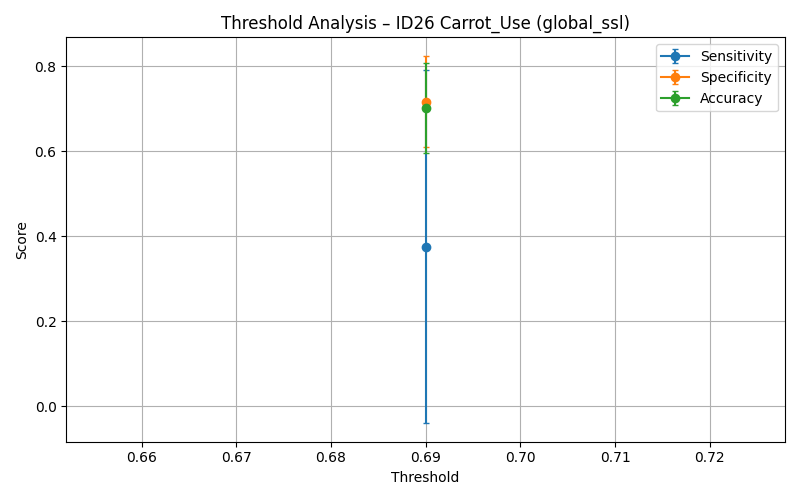 Threshold Analysis – ID26 Carrot_Use (global_ssl)
Sensitivity
Specificity
Accuracy
Score
0.8
0.6
0.4
0.2
0.0
0.66 0.67 0.68 0.69 0.70 0.71 0.72
Threshold